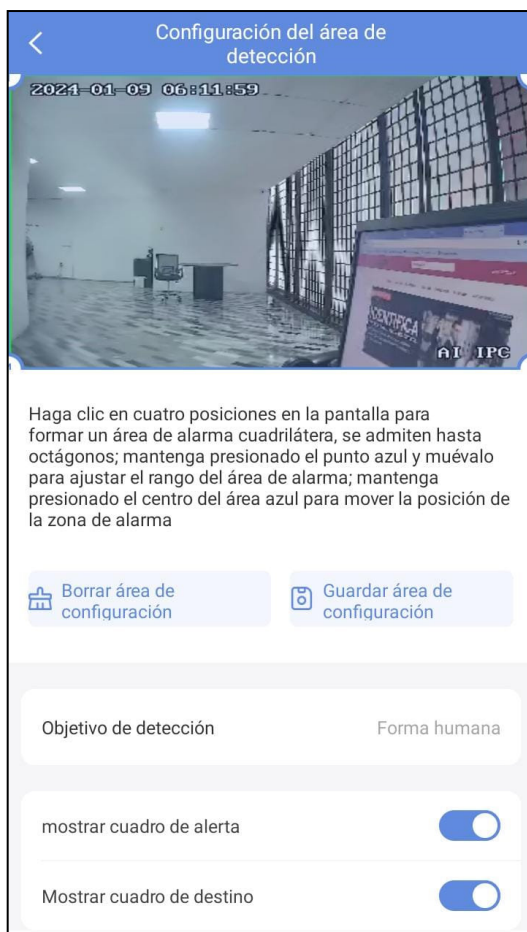 Configuración del área de
detección
2024-01-09 06:11:59
IDENTIFICA
AI IPC
Haga clic en cuatro posiciones en la pantalla para
formar un área de alarma cuadrilátera, se admiten hasta
octágonos; mantenga presionado el punto azul y muévalo
para ajustar el rango del área de alarma; mantenga
presionado el centro del área azul para mover la posición de
la zona de alarma
Borrar área de
configuración
Guardar área de
configuración
Objetivo de detección
Forma humana
mostrar cuadro de alerta
Mostrar cuadro de destino